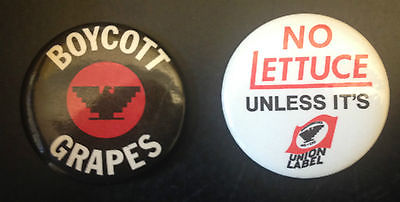 BOYCOTT
GRAPES
NO
LETTUCE
UNLESS IT'S
UNION
LABEL